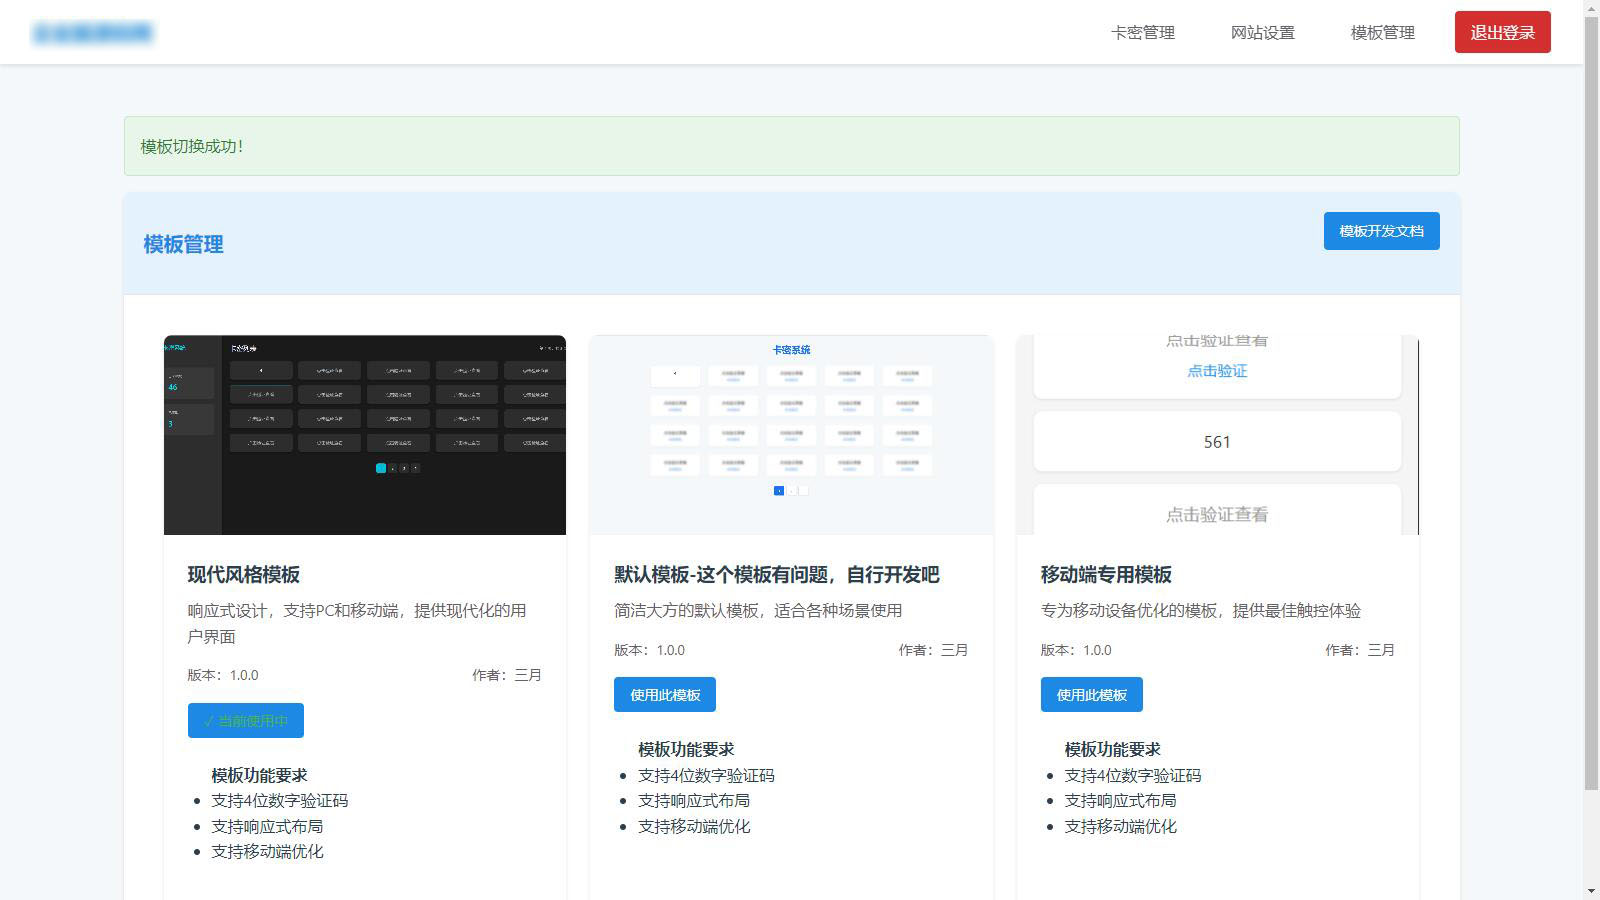 卡密管理
网站设置
模板管理
退出登录
模板切换成功！
模板管理
模板开发文档
46
3
卡密列表
卡密系统
点击验证查看
点击验证
561
点击验证查看
现代风格模板
响应式设计，支持PC和移动端，提供现代化的用
户界面
版本：1.0.0
作者：三月
✓ 当前使用中
模板功能要求
支持4位数字验证码
支持响应式布局
支持移动端优化
默认模板-这个模板有问题，自行开发吧
简洁大方的默认模板，适合各种场景使用
版本：1.0.0
作者：三月
使用此模板
模板功能要求
支持4位数字验证码
支持响应式布局
支持移动端优化
移动端专用模板
专为移动设备优化的模板，提供最佳触控体验
版本：1.0.0
作者：三月
使用此模板
模板功能要求
支持4位数字验证码
支持响应式布局
支持移动端优化